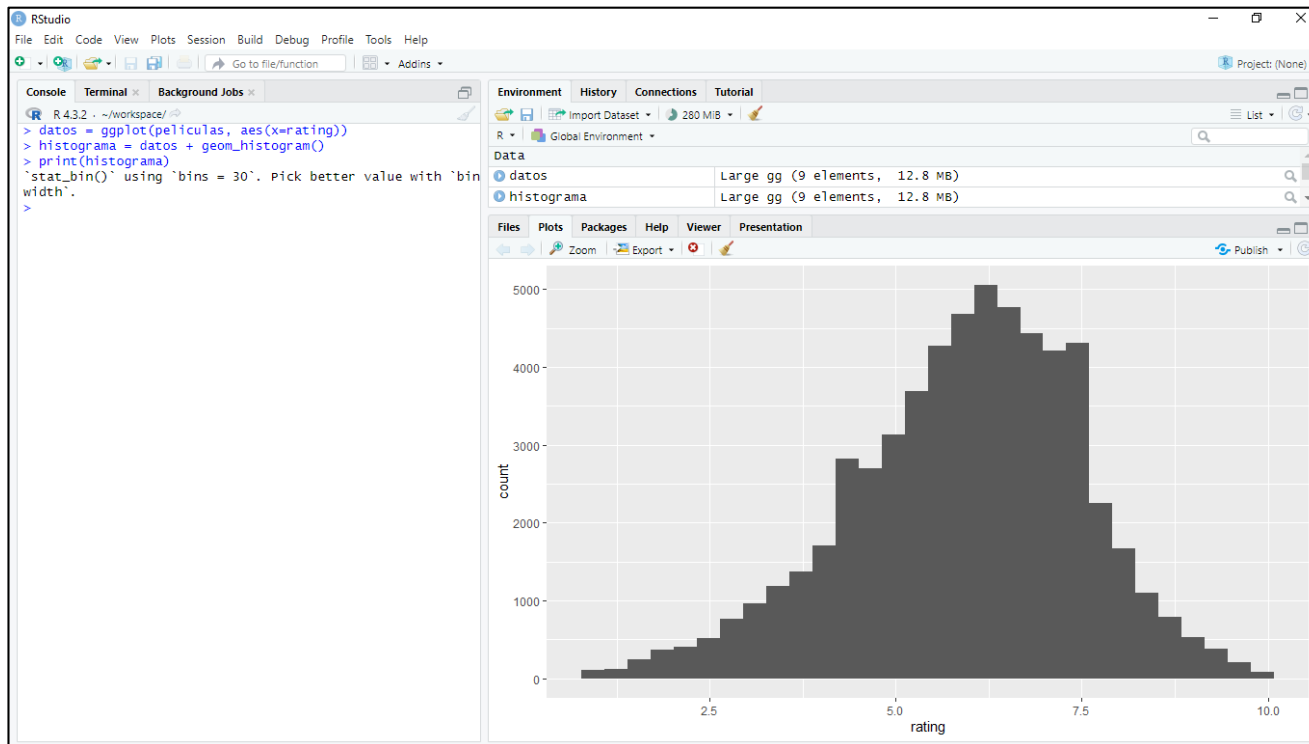 RStudio
File Edit Code View Plots Session Build Debug Profile Tools Help
Go to file/function Addins Project: (None)
Console Terminal Background Jobs
R 4.3.2 · ~/workspace/
> datos = ggplot(peliculas, aes(x=rating))
> histograma = datos + geom_histogram()
> print(histograma)
`stat_bin()` using `bins = 30`. Pick better value with `bin
width`.
>
Environment History Connections Tutorial
Import Dataset 280 MiB List
R Global Environment
Data
datos Large gg (9 elements, 12.8 MB)
histograma Large gg (9 elements, 12.8 MB)
Files Plots Packages Help Viewer Presentation
Zoom Export Publish
5000
4000
3000
2000
1000
0
count
2.5 5.0 7.5 10.0
rating